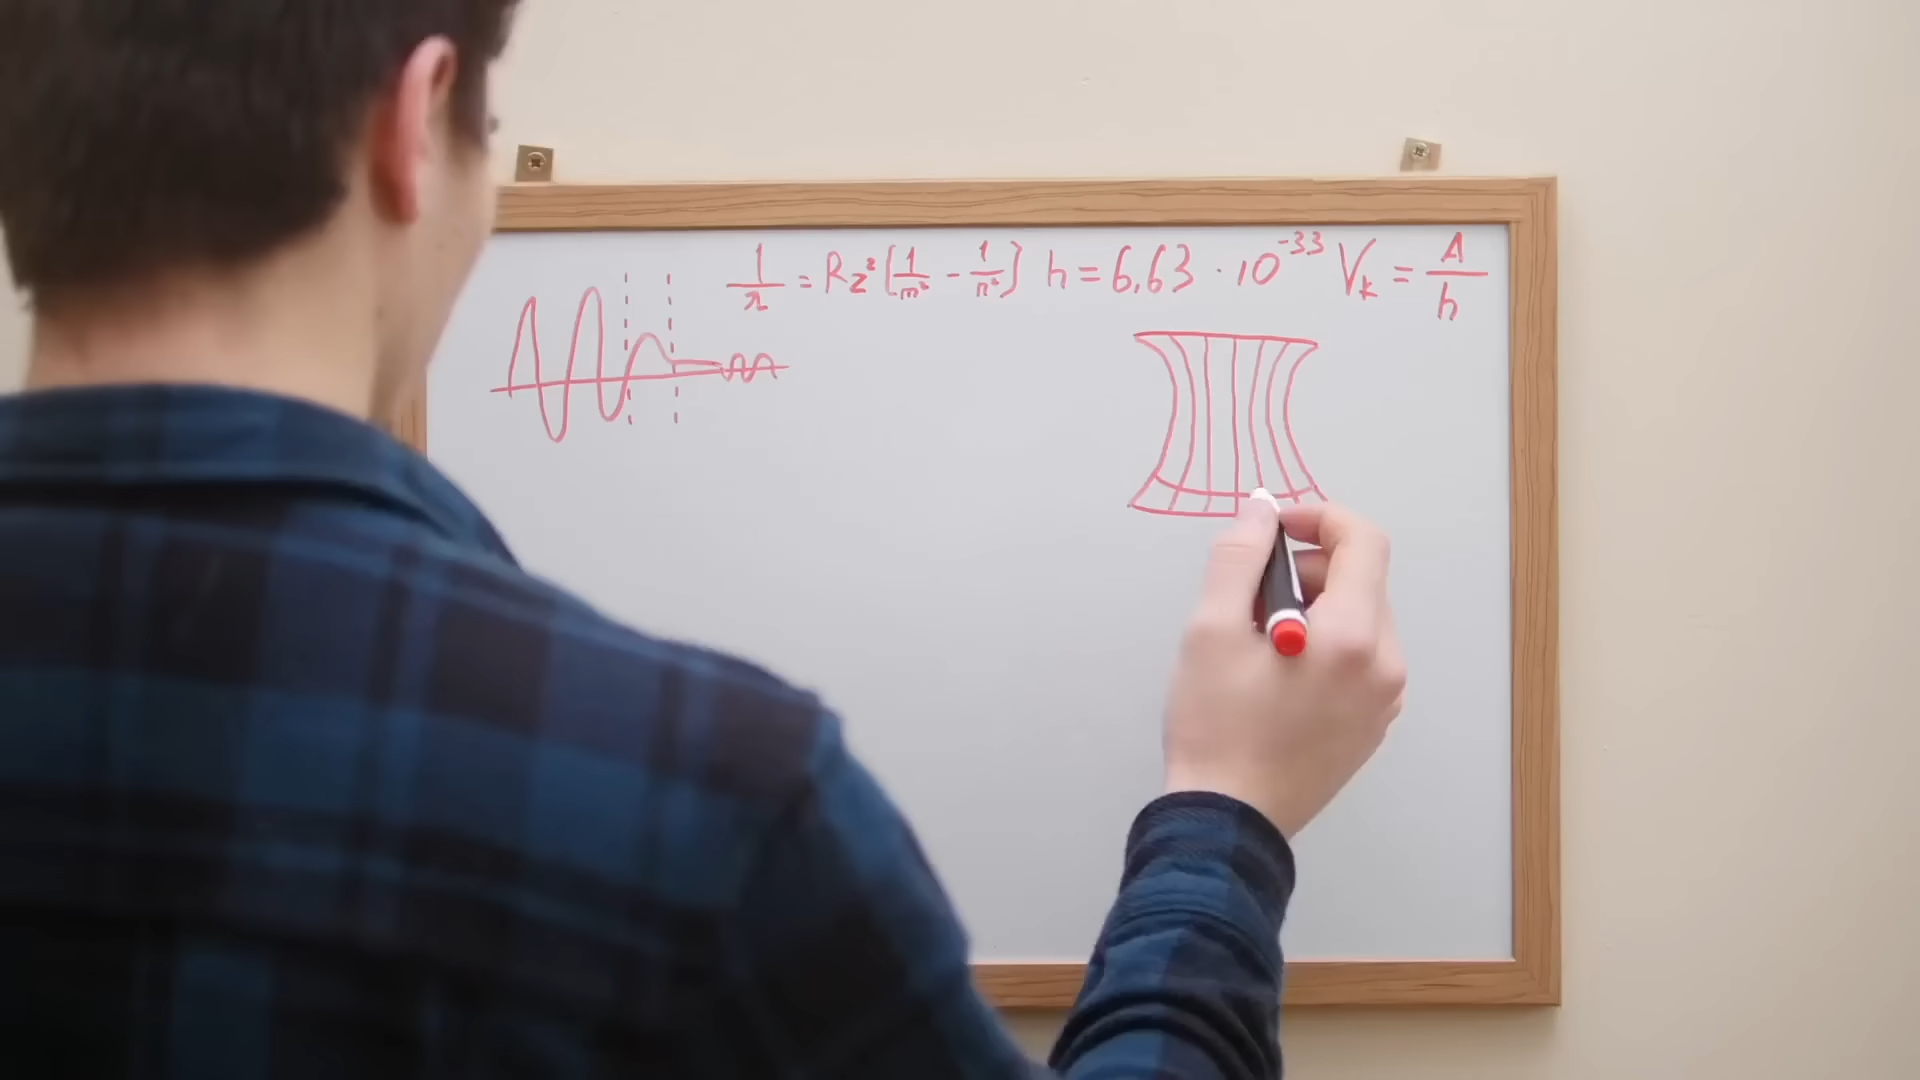 1/λ = Rz²[1/m² - 1/n²] h = 6,63 · 10⁻³³ Vₖ = A/h